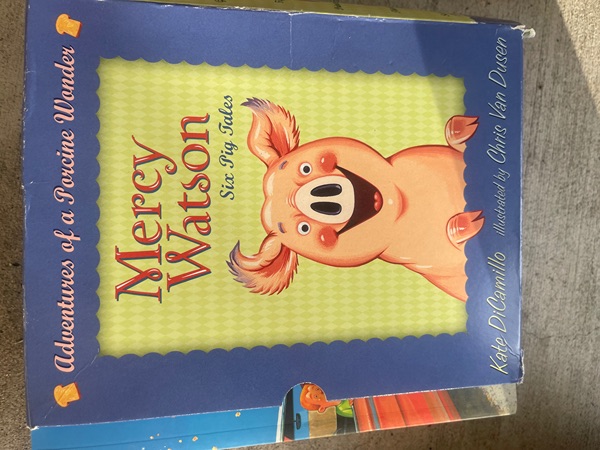 Adventures of a Porcine Wonder
Mercy
Watson
Six Pig Tales
Kate DiCamillo illustrated by Chris Van Dusen